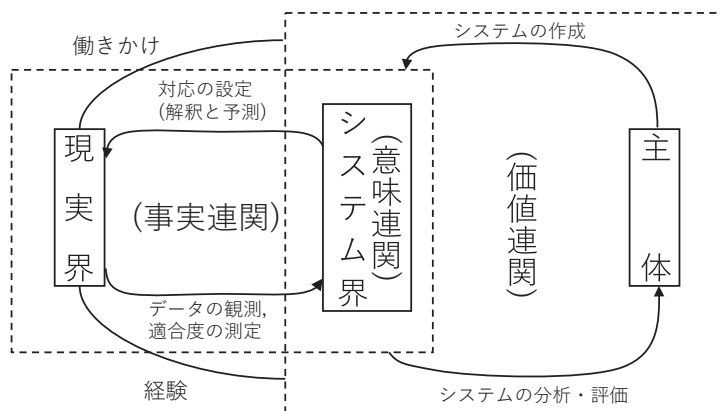 働きかけ
システムの作成
対応の設定
(解釈と予測)
現実界
(事実連関)
システム界
(意味連関)
(価値連関)
主体
データの観測,
適合度の測定
経験
システムの分析・評価